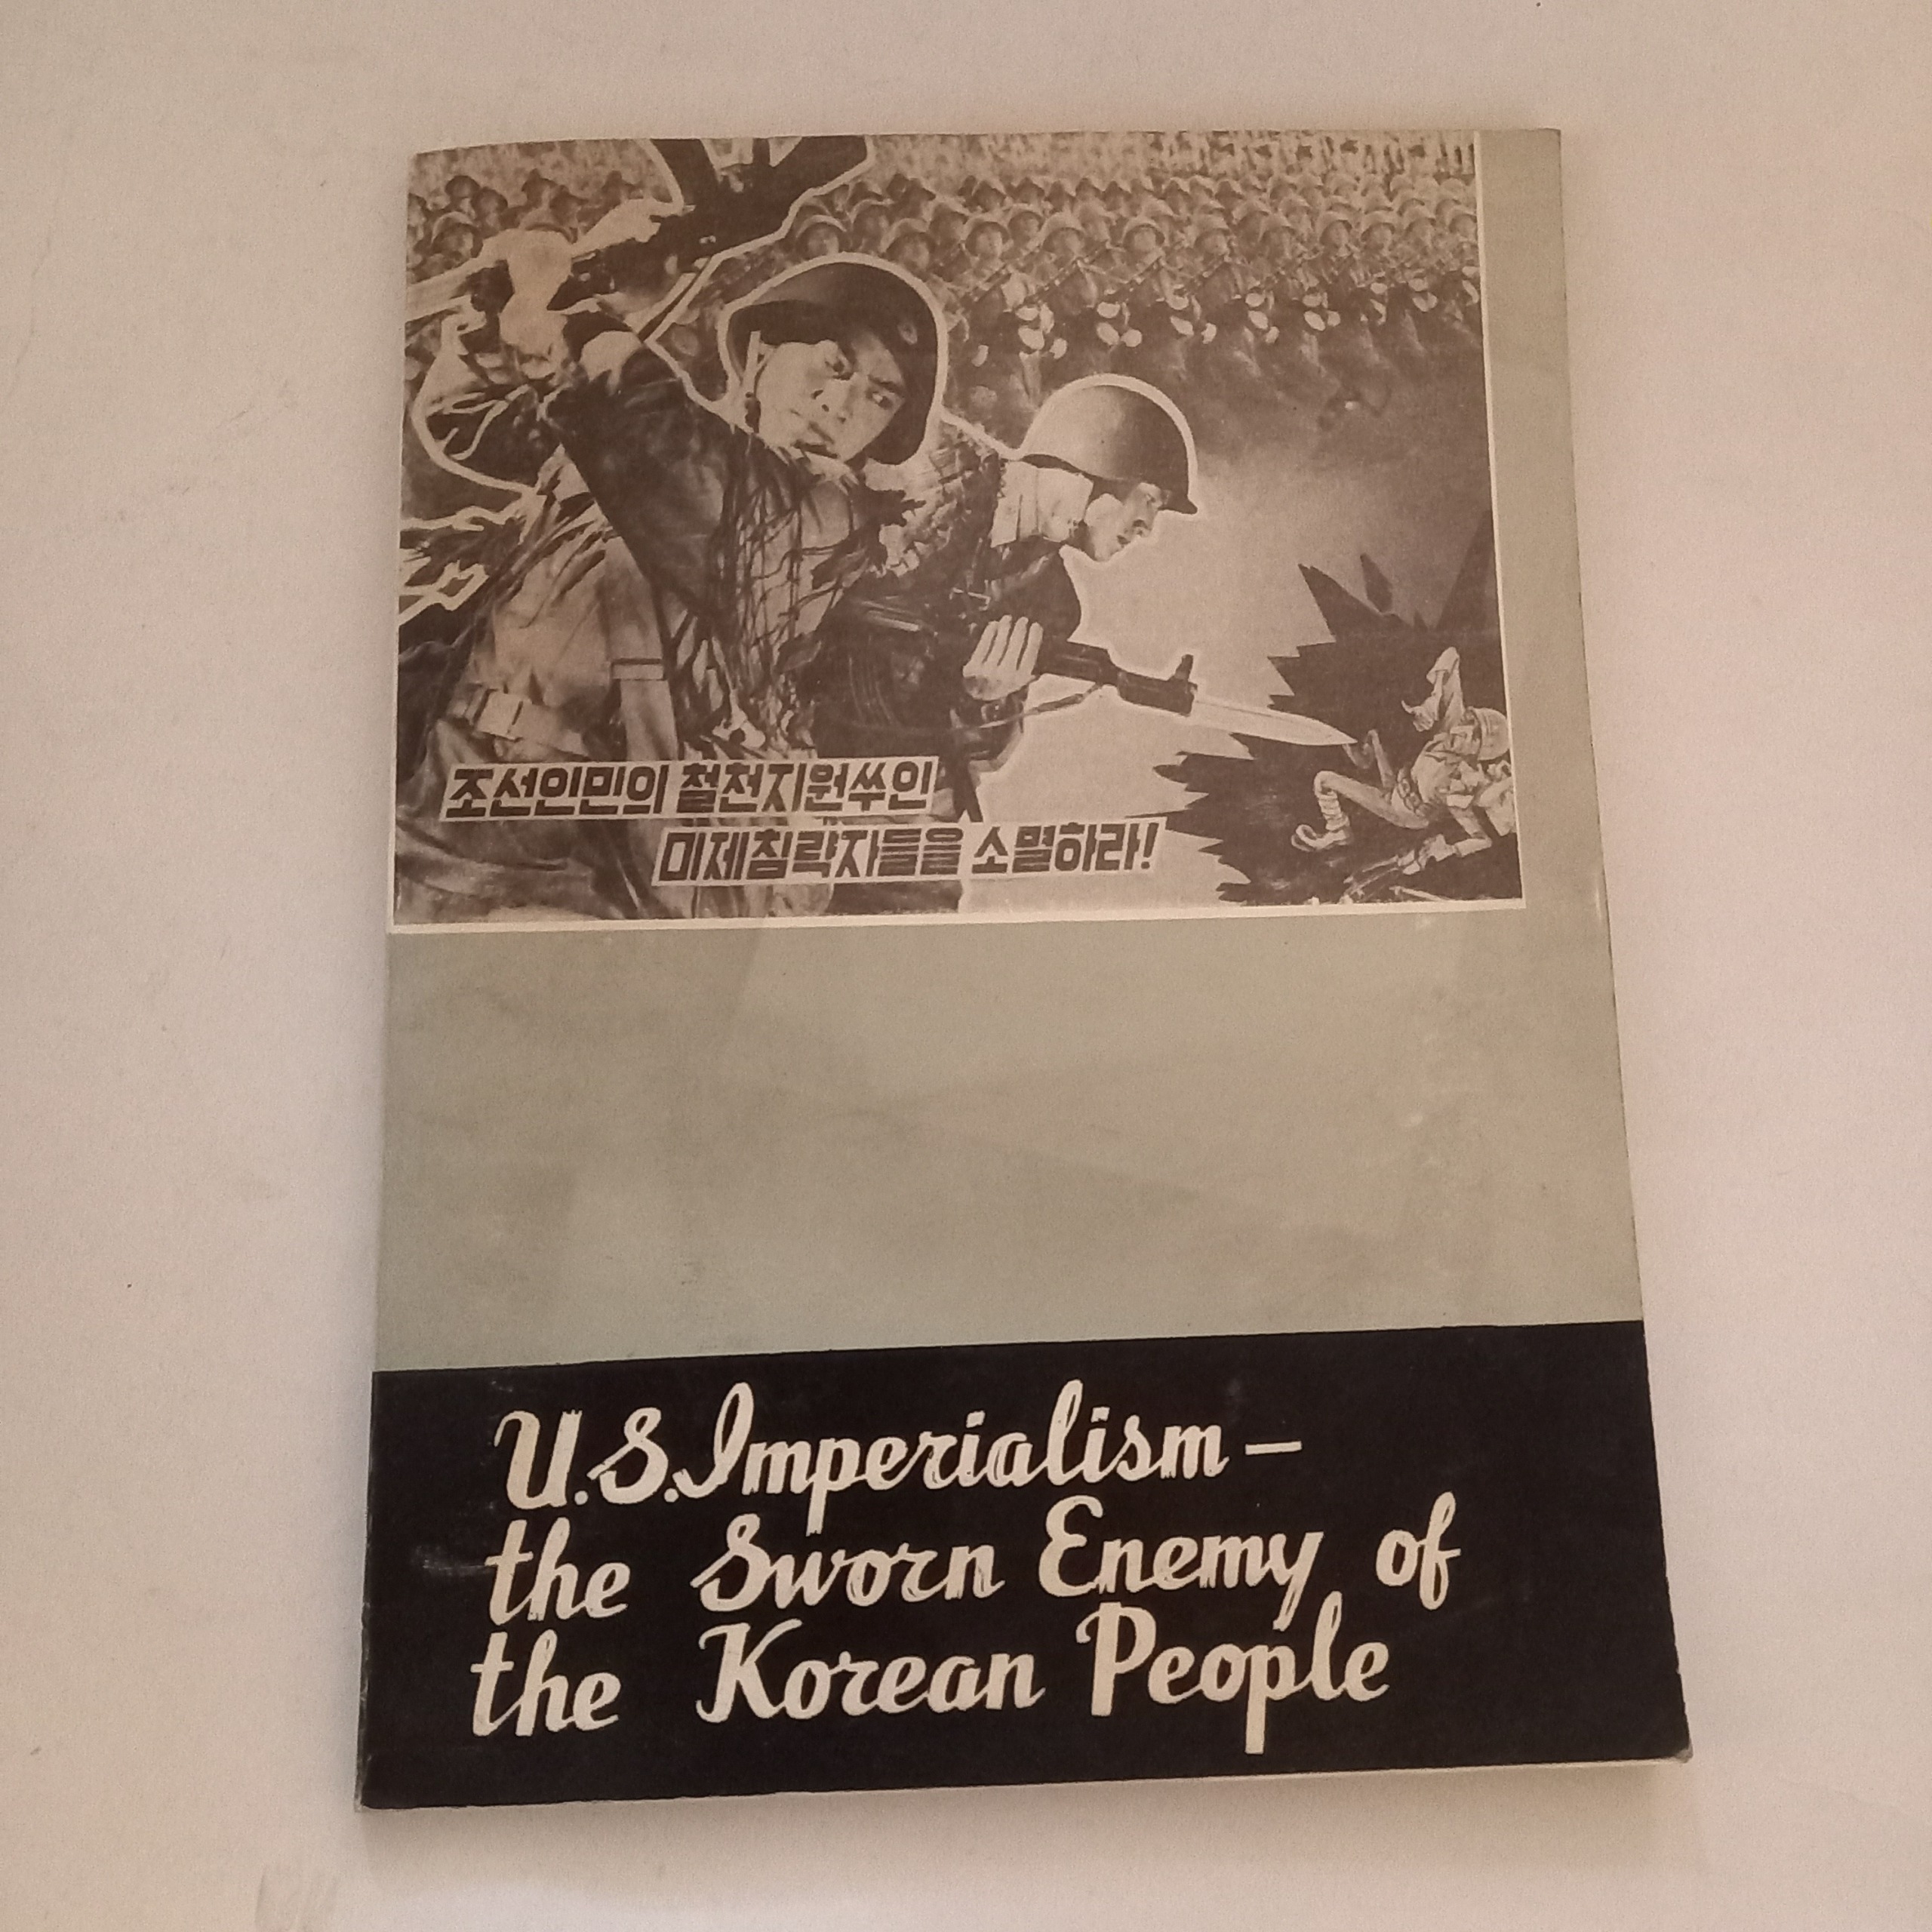 조선인민의 철천지원쑤인
미제침략자들을 소멸하라!
U.S. Imperialism –
the Sworn Enemy of
the Korean People